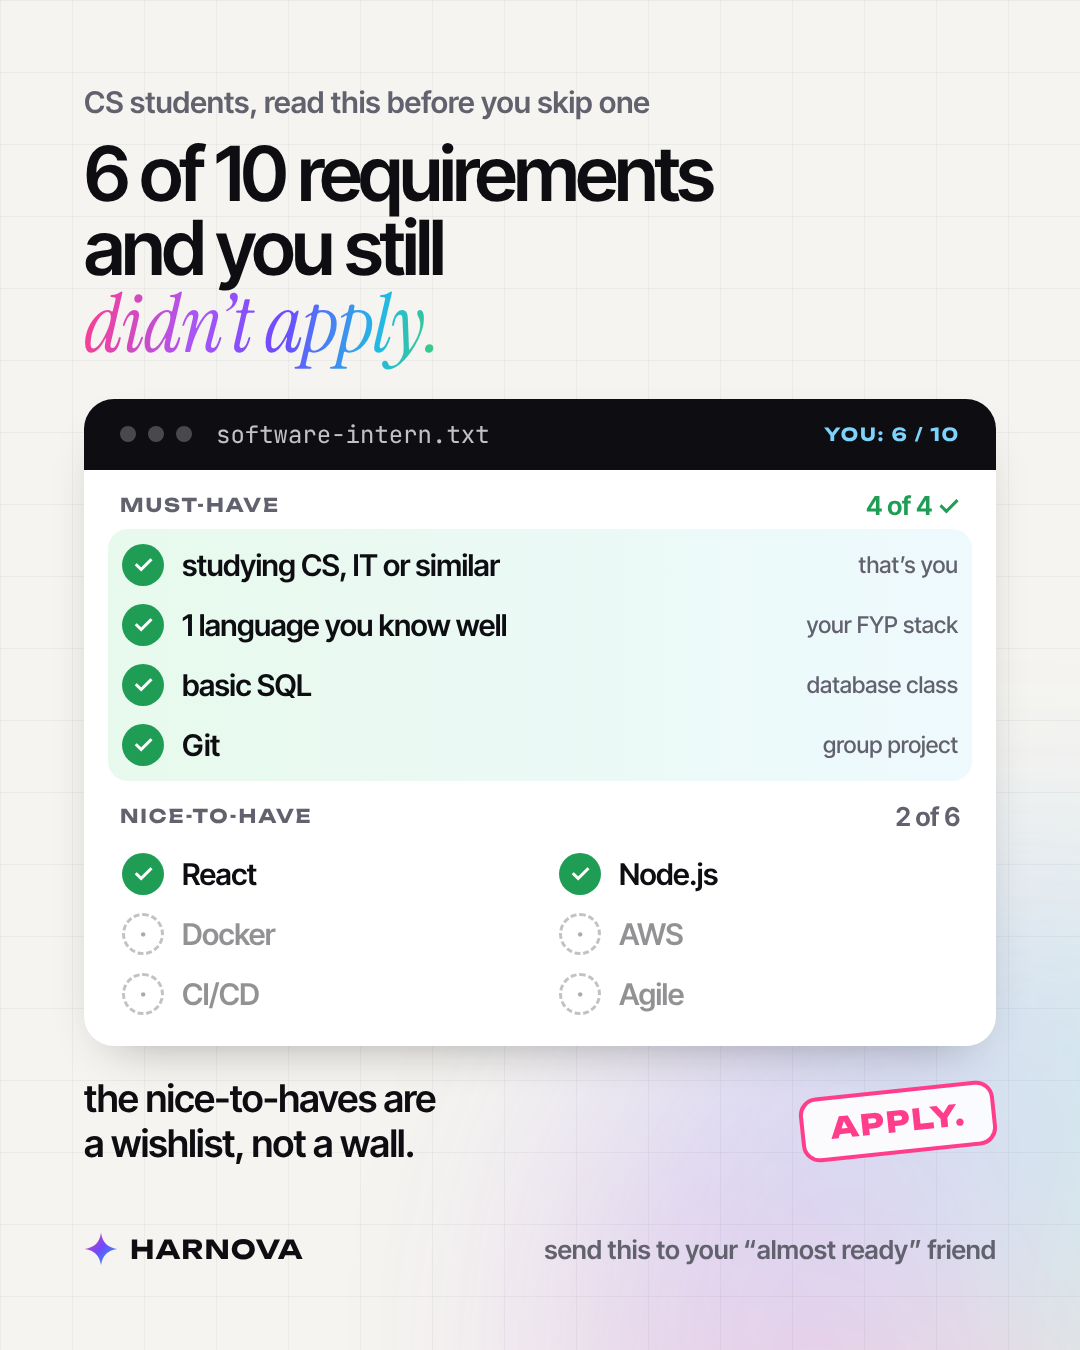 CS students, read this before you skip one
6 of 10 requirements
and you still
didn’t apply.
software-intern.txt
YOU: 6 / 10
MUST-HAVE
4 of 4 ✓
studying CS, IT or similar
that’s you
1 language you know well
your FYP stack
basic SQL
database class
Git
group project
NICE-TO-HAVE
2 of 6
React
Node.js
Docker
AWS
CI/CD
Agile
the nice-to-haves are
a wishlist, not a wall.
APPLY.
HARNOVA
send this to your “almost ready” friend